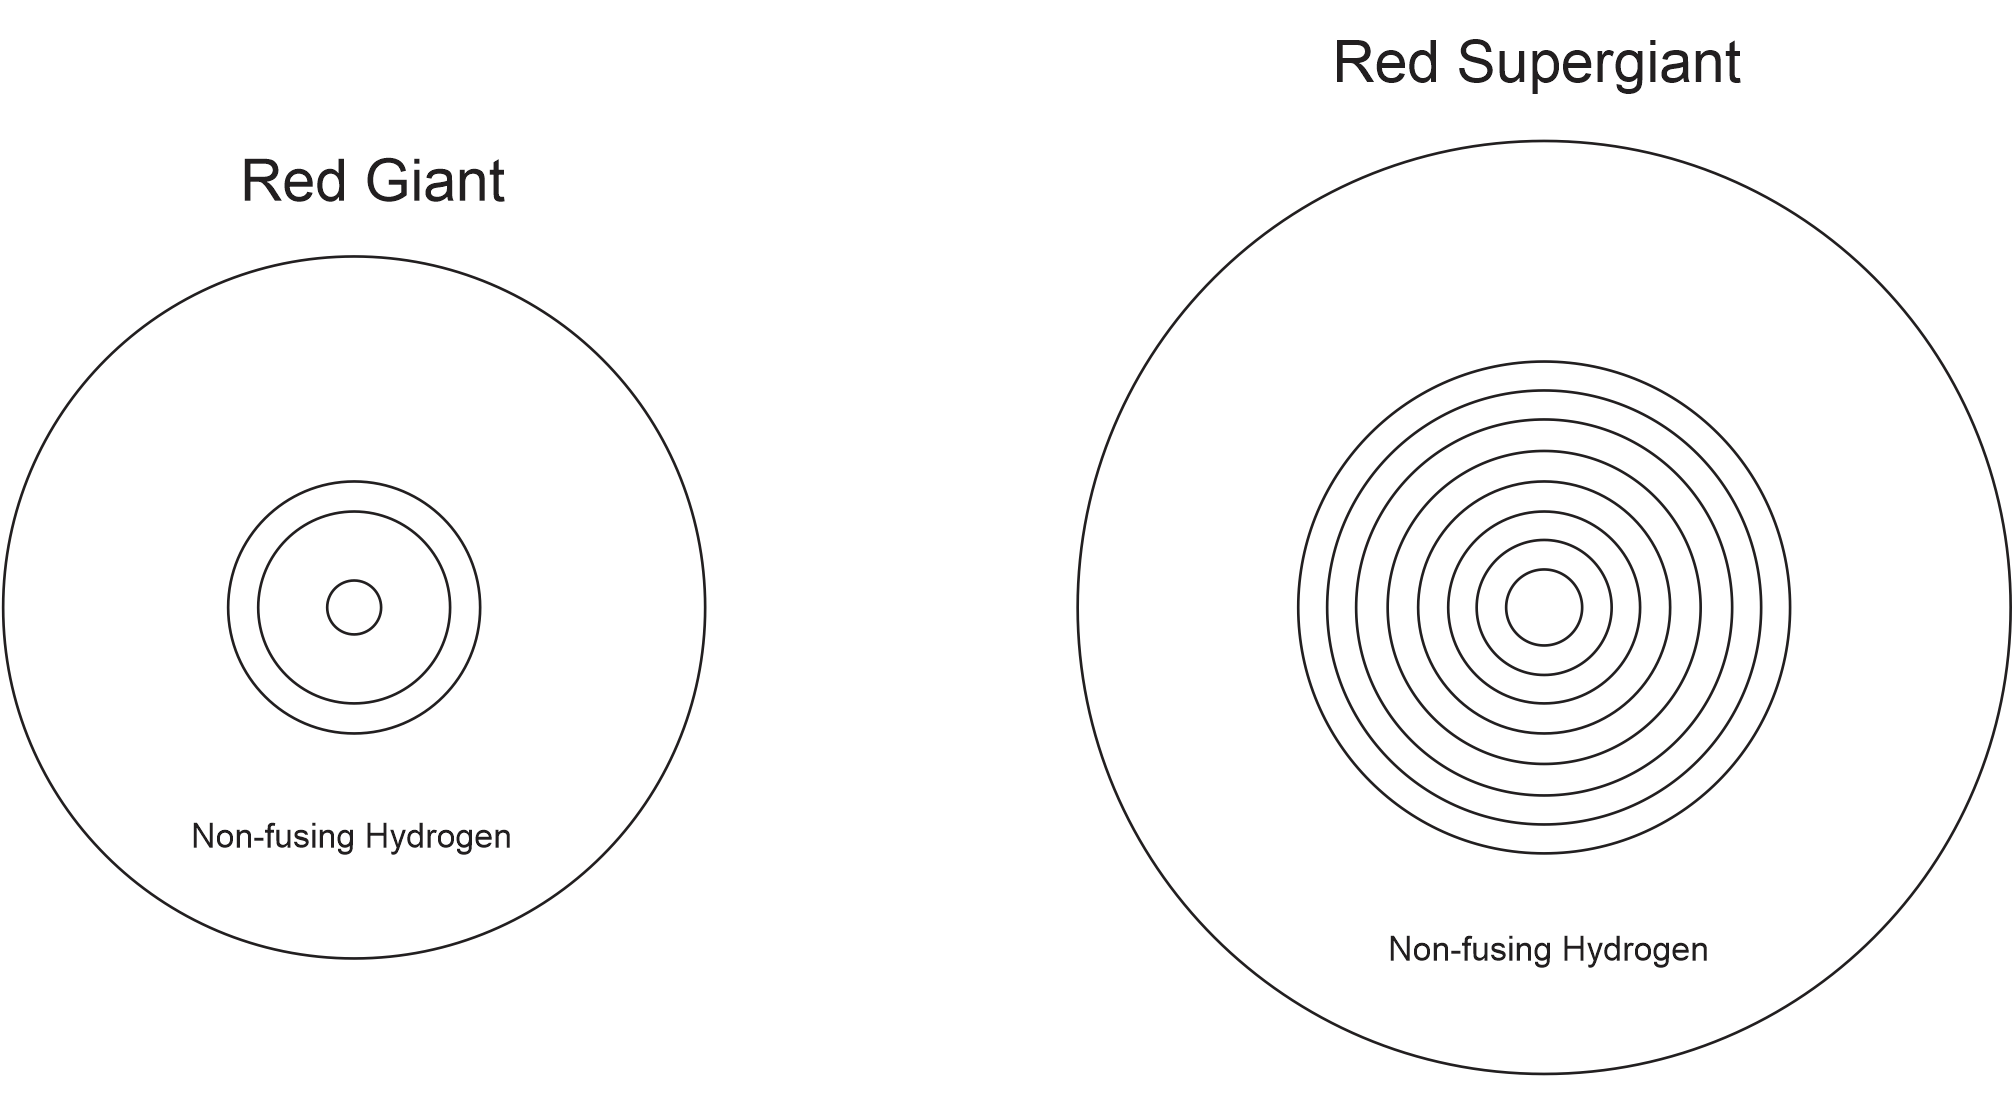 Red Supergiant
Red Giant
Non-fusing Hydrogen
Non-fusing Hydrogen